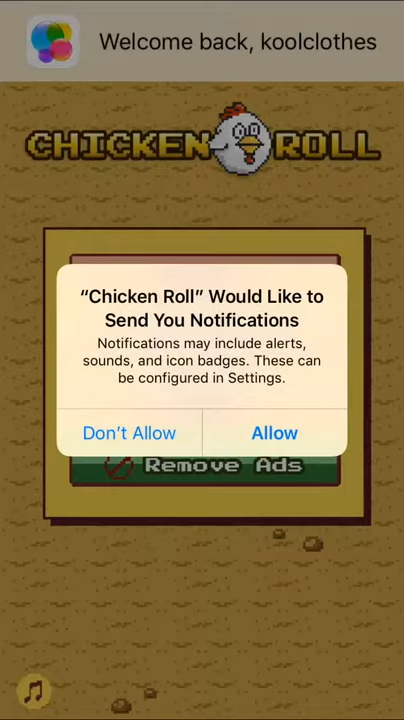 Welcome back, koolclothes
CHICKEN ROLL
“Chicken Roll” Would Like to
Send You Notifications
Notifications may include alerts,
sounds, and icon badges. These can
be configured in Settings.
Don’t Allow Allow
Remove Ads